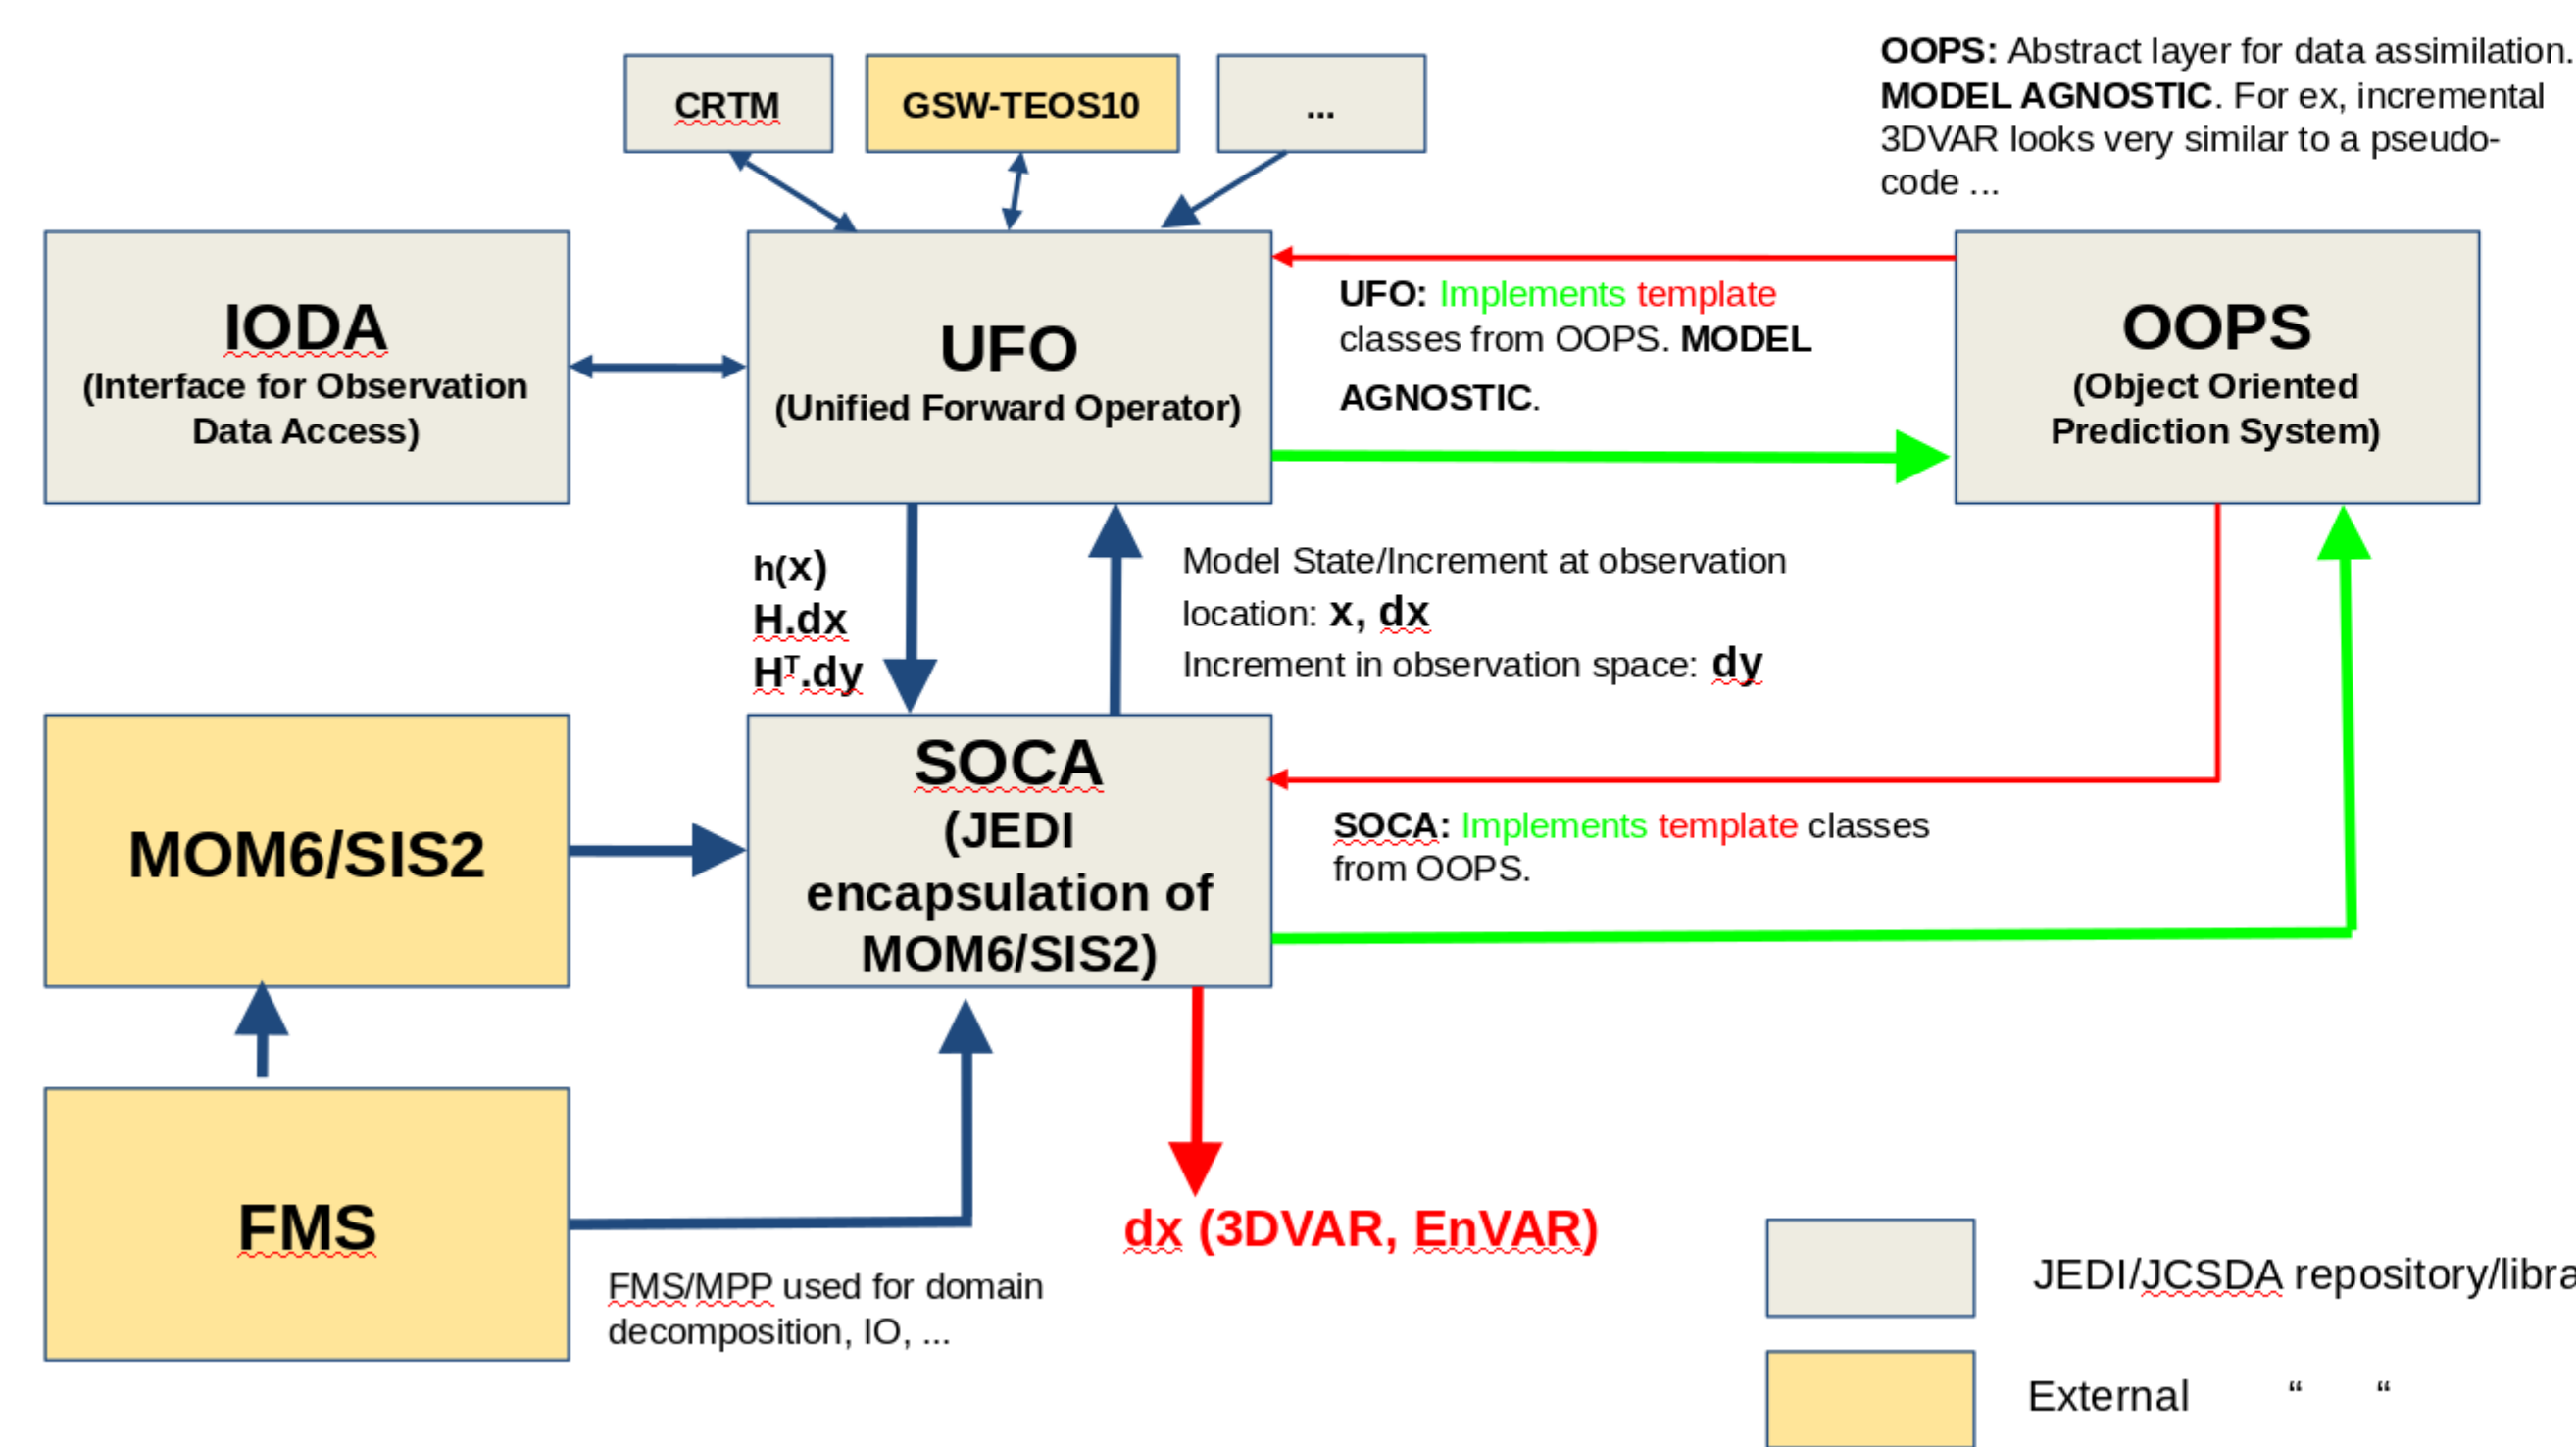 CRTM
GSW-TEOS10
...
OOPS: Abstract layer for data assimilation.
MODEL AGNOSTIC. For ex, incremental
3DVAR looks very similar to a pseudo-
code ...
IODA
(Interface for Observation
Data Access)
UFO
(Unified Forward Operator)
UFO: Implements template
classes from OOPS. MODEL
AGNOSTIC.
OOPS
(Object Oriented
Prediction System)
h(x)
H.dx
Hᵀ.dy
Model State/Increment at observation
location: x, dx
Increment in observation space: dy
MOM6/SIS2
SOCA
(JEDI
encapsulation of
MOM6/SIS2)
SOCA: Implements template classes
from OOPS.
FMS
FMS/MPP used for domain
decomposition, IO, ...
dx (3DVAR, EnVAR)
JEDI/JCSDA repository/libra
External “ “